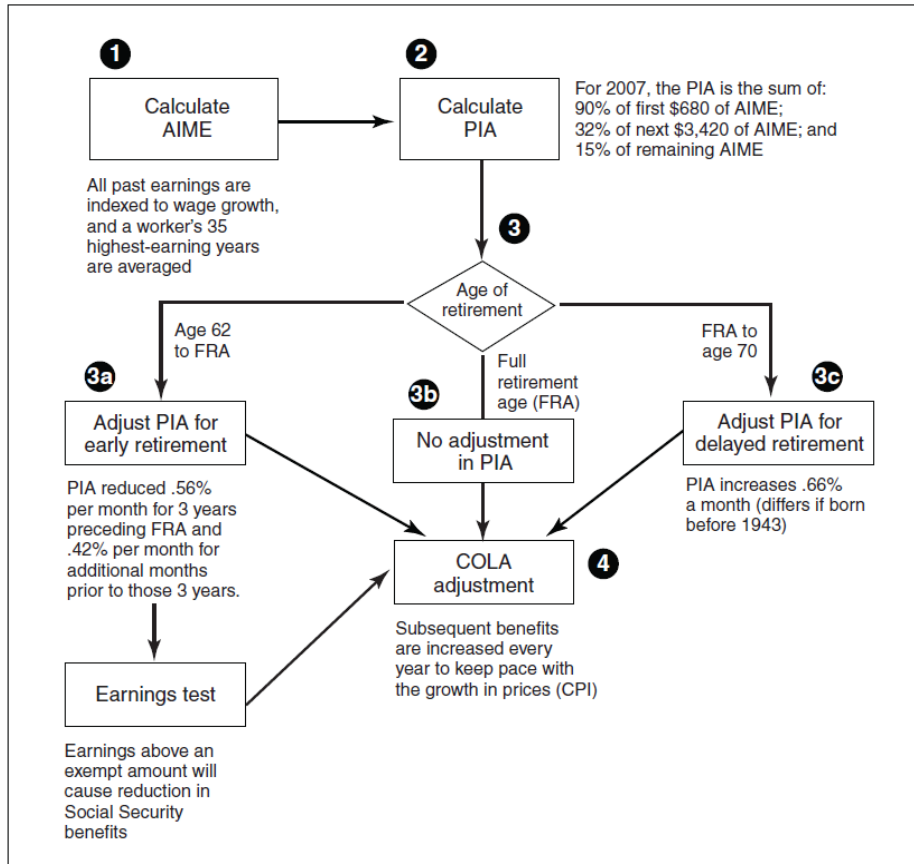 1
Calculate
AIME
All past earnings are
indexed to wage growth,
and a worker's 35
highest-earning years
are averaged
2
Calculate
PIA
For 2007, the PIA is the sum of:
90% of first $680 of AIME;
32% of next $3,420 of AIME; and
15% of remaining AIME
3
Age of
retirement
Age 62
to FRA
3a
Adjust PIA for
early retirement
PIA reduced .56%
per month for 3 years
preceding FRA and
.42% per month for
additional months
prior to those 3 years.
Earnings test
Earnings above an
exempt amount will
cause reduction in
Social Security
benefits
Full
retirement
age (FRA)
3b
No adjustment
in PIA
FRA to
age 70
3c
Adjust PIA for
delayed retirement
PIA increases .66%
a month (differs if born
before 1943)
4
COLA
adjustment
Subsequent benefits
are increased every
year to keep pace with
the growth in prices (CPI)